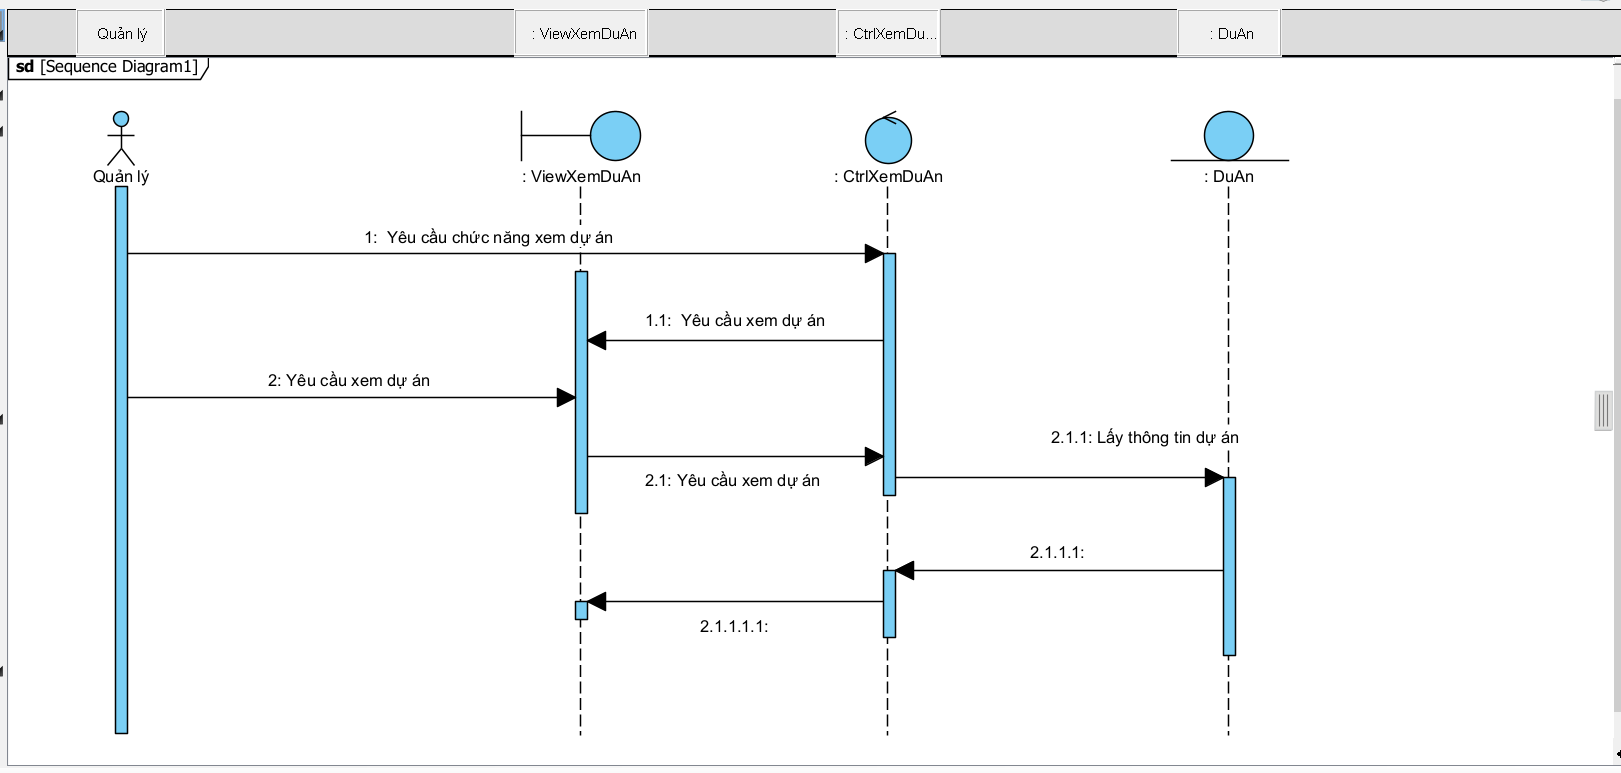 Quản lý
: ViewXemDuAn
: CtrlXemDu...
: DuAn
sd [Sequence Diagram1]
Quản lý
: ViewXemDuAn
: CtrlXemDuAn
: DuAn
1: Yêu cầu chức năng xem dự án
1.1: Yêu cầu xem dự án
2: Yêu cầu xem dự án
2.1.1: Lấy thông tin dự án
2.1: Yêu cầu xem dự án
2.1.1.1:
2.1.1.1.1: